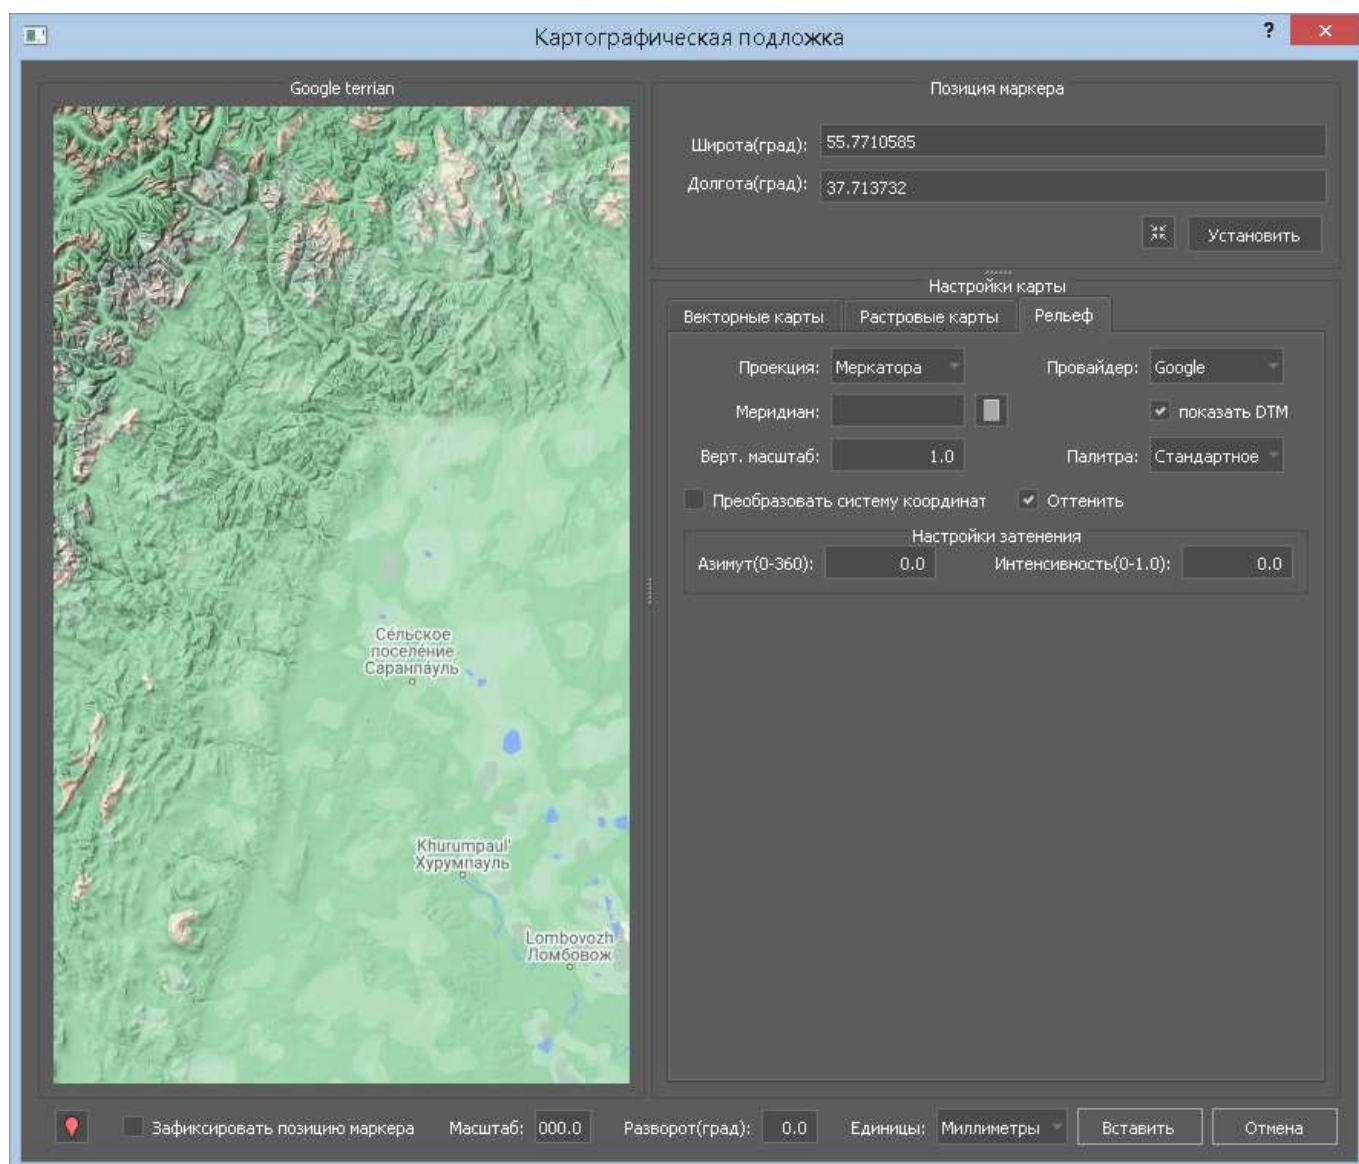 Картографическая подложка
?
×
Google terrian
Сельское
поселение
Саранпауль
Khurumpaul'
Хурумпауль
Lombovozh
Ломбовож
Позиция маркера
Широта(град): 55.7710585
Долгота(град): 37.713732
Установить
Настройки карты
Векторные карты Растровые карты Рельеф
Проекция: Меркатора Провайдер: Google
Меридиан: показать DTM
Верт. масштаб: 1.0 Палитра: Стандартное
Преобразовать систему координат Оттенить
Настройки затенения
Азимут(0-360): 0.0 Интенсивность(0-1.0): 0.0
Зафиксировать позицию маркера Масштаб: 000.0 Разворот(град): 0.0 Единицы: Миллиметры Вставить Отмена